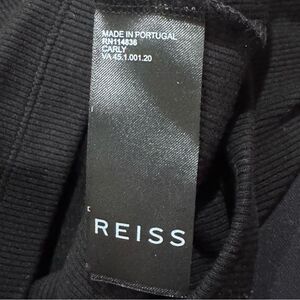 MADE IN PORTUGAL
RN114836
CARLY
VA 45.1.001.20
REISS